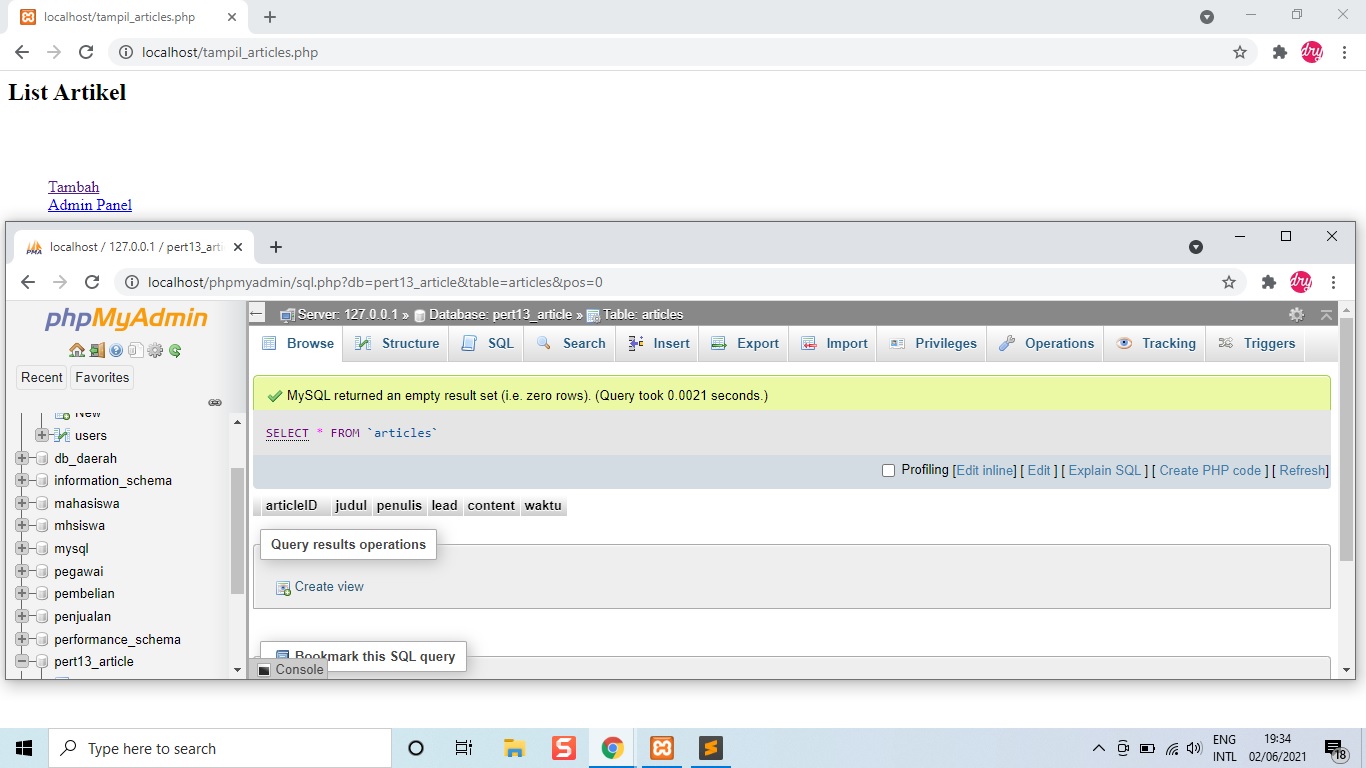 localhost/tampil_articles.php
localhost/tampil_articles.php
dry
List Artikel
Tambah
Admin Panel
PMA
localhost / 127.0.0.1 / pert13_arti
localhost/phpmyadmin/sql.php?db=pert13_article&table=articles&pos=0
dry
phpMyAdmin
Recent Favorites
New
users
db_daerah
information_schema
mahasiswa
mhsiswa
mysql
pegawai
pembelian
penjualan
performance_schema
pert13_article
Server: 127.0.0.1 » Database: pert13_article » Table: articles
Browse Structure SQL Search Insert Export Import Privileges Operations Tracking Triggers
MySQL returned an empty result set (i.e. zero rows). (Query took 0.0021 seconds.)
SELECT * FROM `articles`
Profiling [Edit inline] [ Edit ] [ Explain SQL ] [ Create PHP code ] [ Refresh]
articleID judul penulis lead content waktu
Query results operations
Create view
Bookmark this SQL query
Console
Type here to search
S
ENG
INTL
19:34
02/06/2021
18